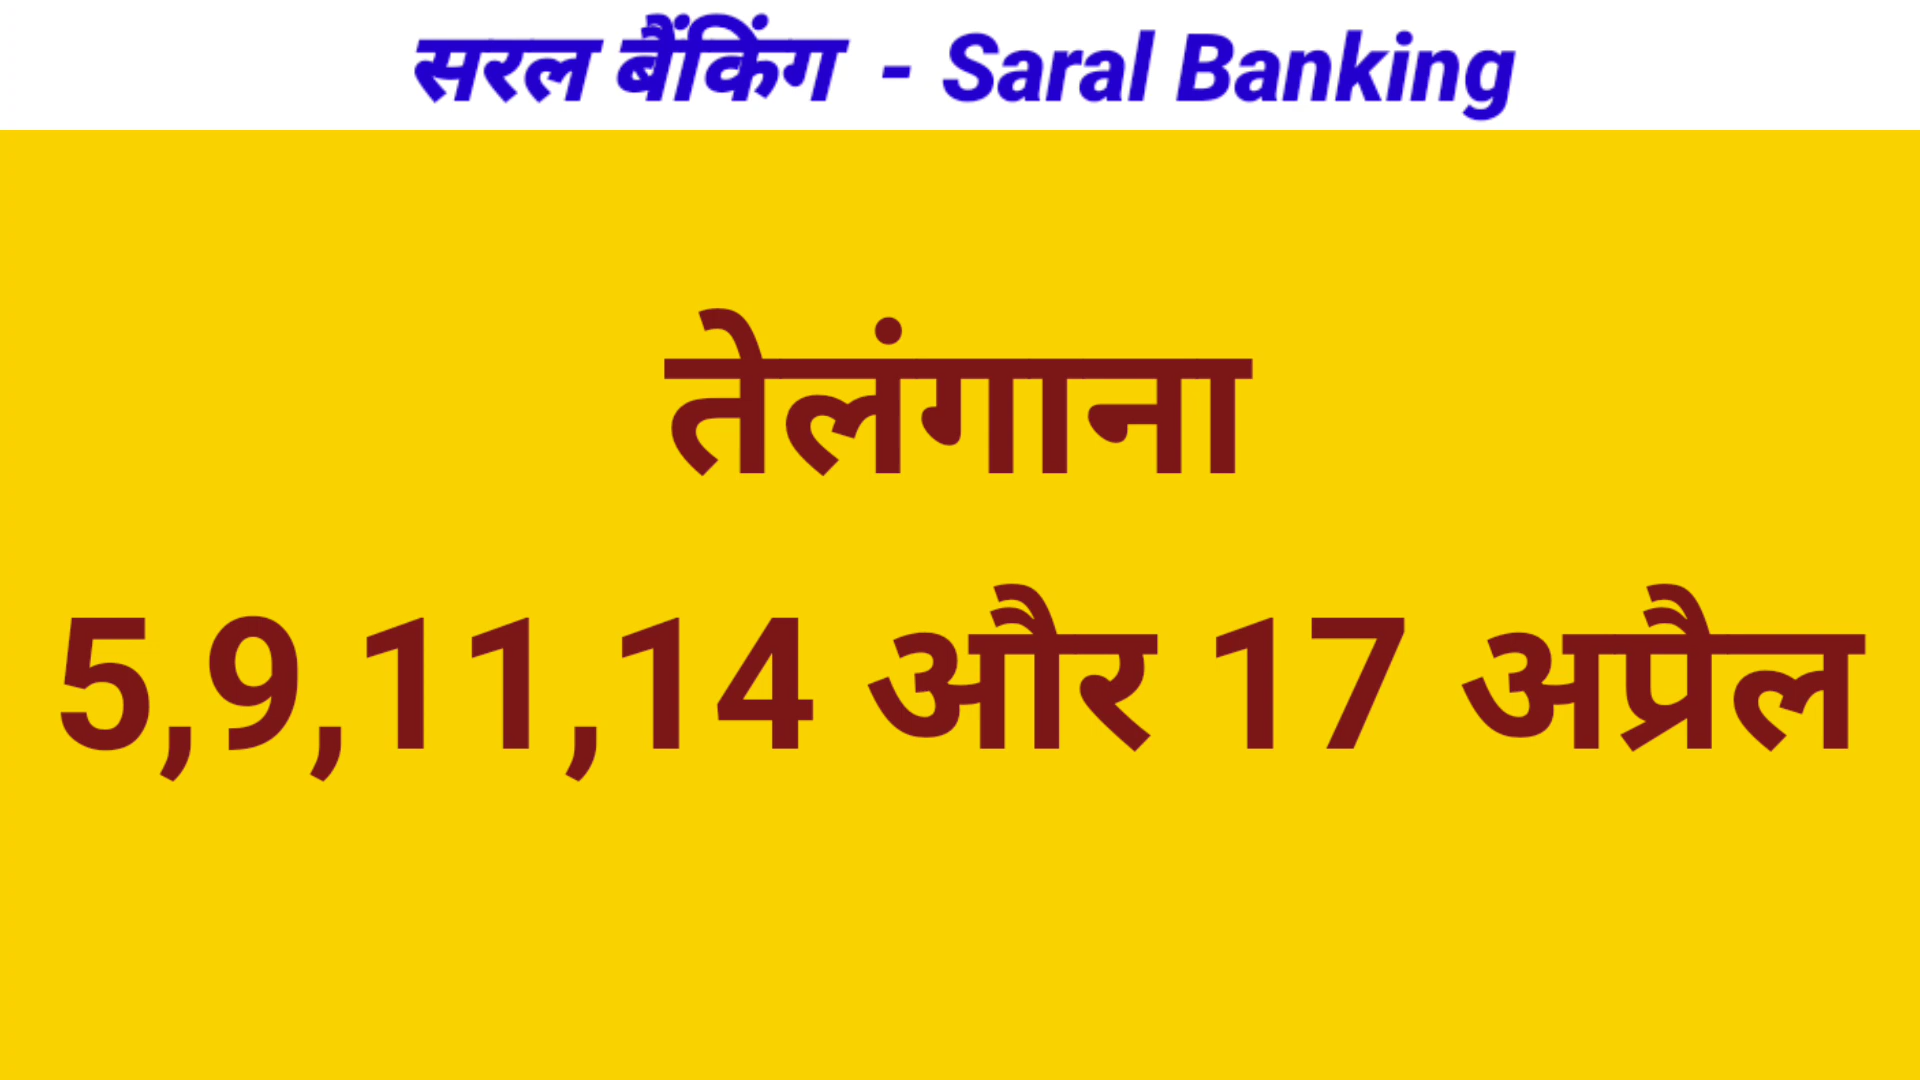 सरल बैंकिंग - Saral Banking
तेलंगाना
5,9,11,14 और 17 अप्रैल